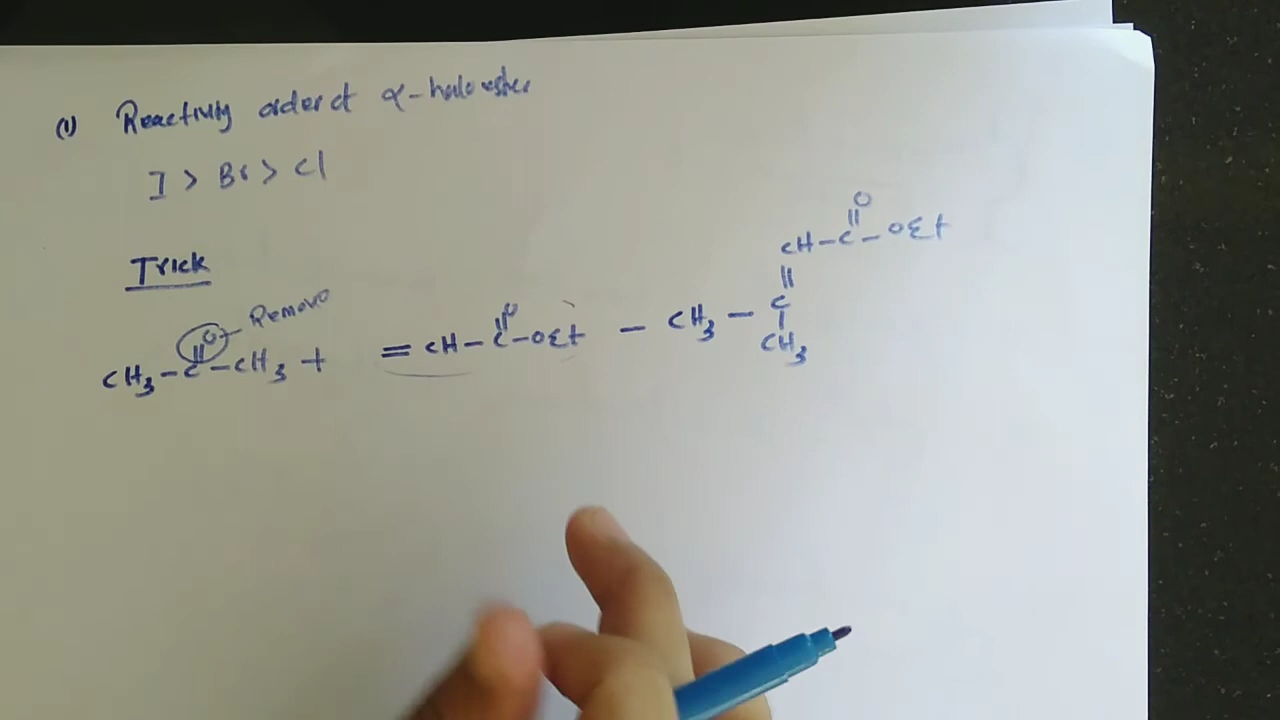 (1) Reactivity order of α-haloester
I > Br > Cl
Trick
Remove
O O O
CH₃-C-CH₃ + =CH-C-OEt - CH₃-C
CH-C-OEt
CH₃